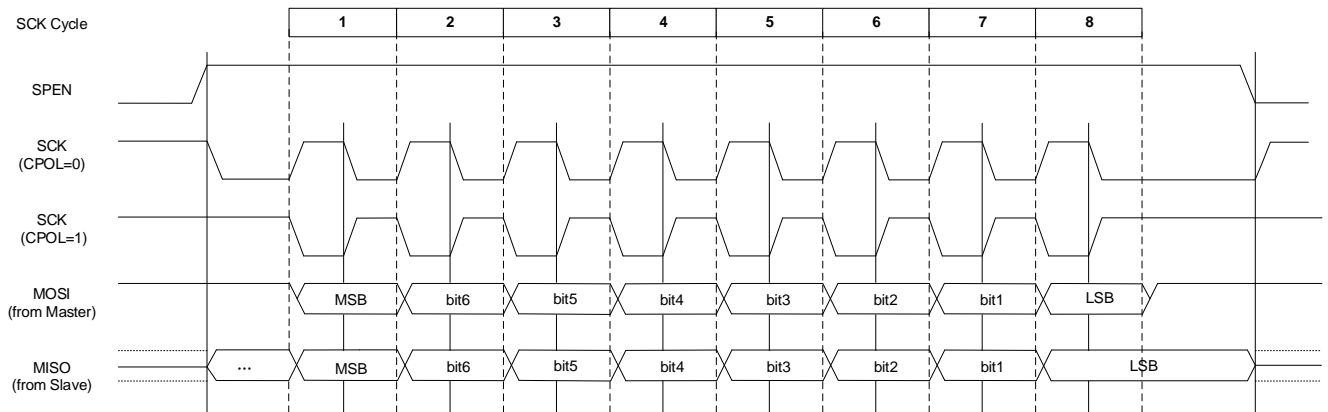 SCK Cycle 1 2 3 4 5 6 7 8
SPEN
SCK
(CPOL=0)
SCK
(CPOL=1)
MOSI
(from Master)
MSB bit6 bit5 bit4 bit3 bit2 bit1 LSB
MISO
(from Slave)
... MSB bit6 bit5 bit4 bit3 bit2 bit1 LSB